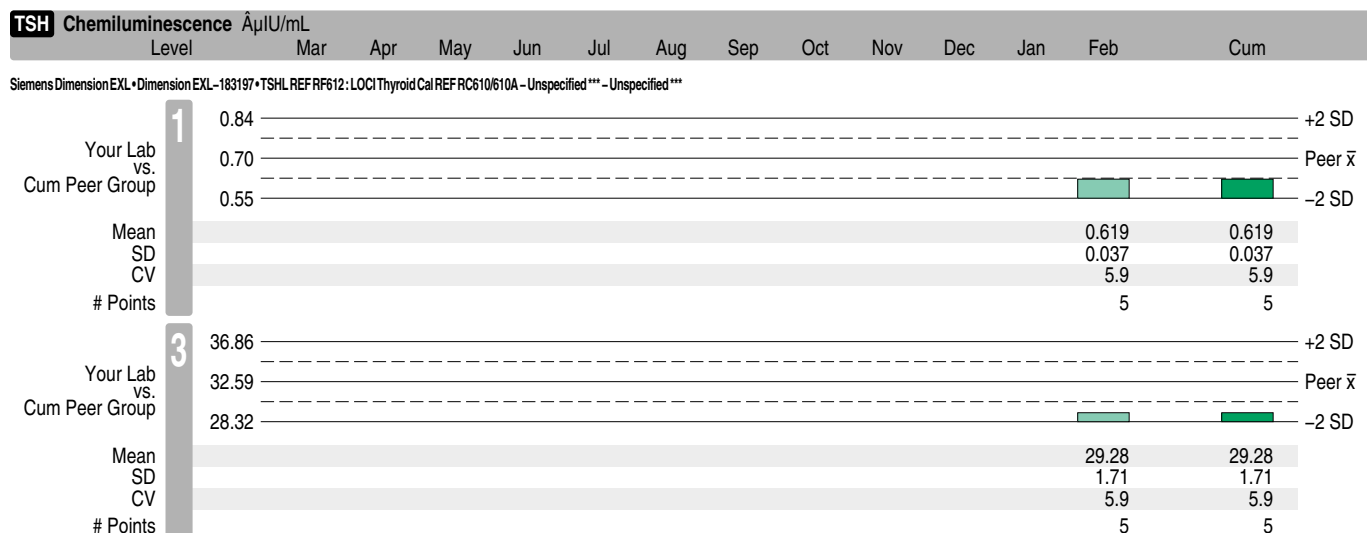 TSH Chemiluminescence ÂµIU/mL
Level Mar Apr May Jun Jul Aug Sep Oct Nov Dec Jan Feb Cum
Siemens Dimension EXL • Dimension EXL–183197 • TSHL REF RF612 : LOCI Thyroid Cal REF RC610/610A – Unspecified *** – Unspecified ***
1
0.84 +2 SD
Your Lab
vs.
Cum Peer Group
0.70 Peer x̄
0.55 –2 SD
Mean 0.619 0.619
SD 0.037 0.037
CV 5.9 5.9
# Points 5 5
3
36.86 +2 SD
Your Lab
vs.
Cum Peer Group
32.59 Peer x̄
28.32 –2 SD
Mean 29.28 29.28
SD 1.71 1.71
CV 5.9 5.9
# Points 5 5